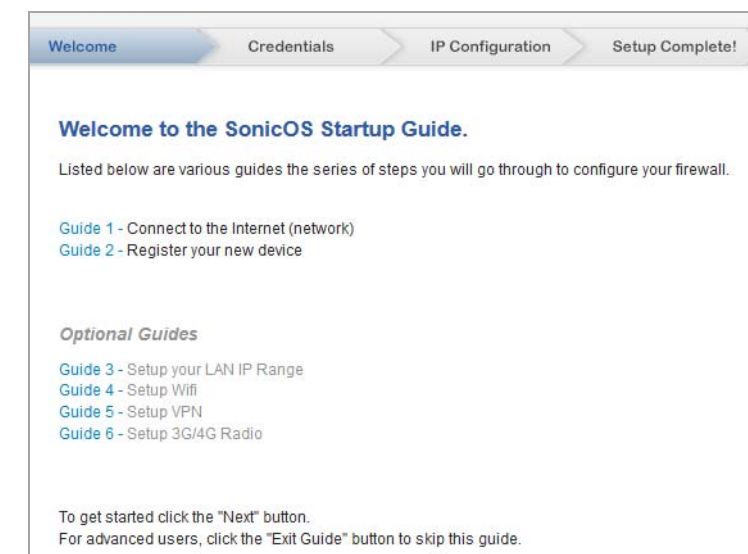 Welcome Credentials IP Configuration Setup Complete!
Welcome to the SonicOS Startup Guide.
Listed below are various guides the series of steps you will go through to configure your firewall.
Guide 1 - Connect to the Internet (network)
Guide 2 - Register your new device
Optional Guides
Guide 3 - Setup your LAN IP Range
Guide 4 - Setup Wifi
Guide 5 - Setup VPN
Guide 6 - Setup 3G/4G Radio
To get started click the "Next" button.
For advanced users, click the "Exit Guide" button to skip this guide.